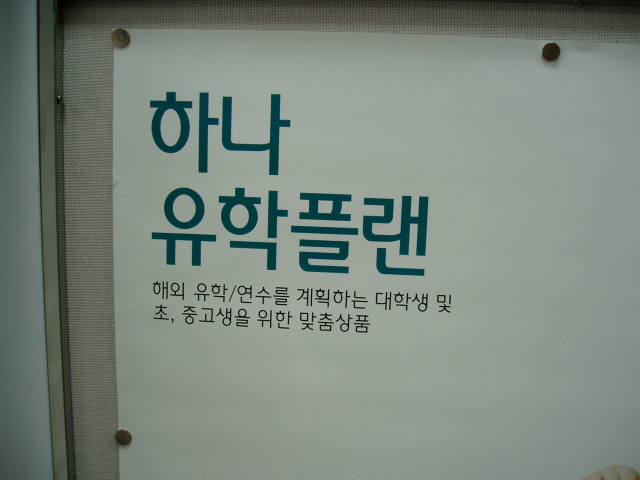 하나
유학플랜
해외 유학/연수를 계획하는 대학생 및
초, 중고생을 위한 맞춤상품